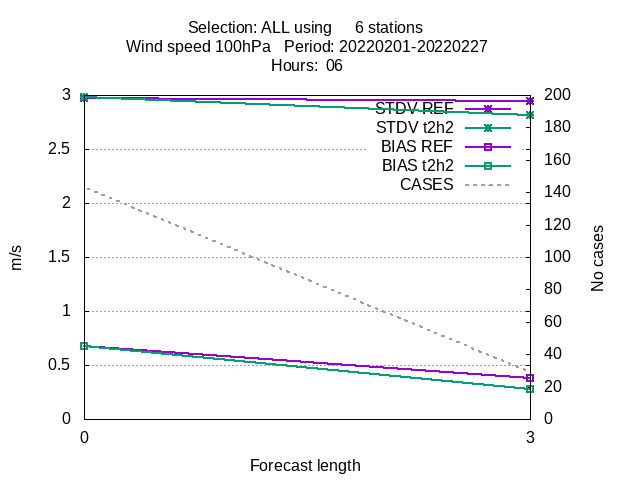 Selection: ALL using 6 stations
Wind speed 100hPa Period: 20220201-20220227
Hours: 06
3 200
STDV REF
STDV t2h2 180
2.5 BIAS REF 160
BIAS t2h2
CASES 140
2 120
1.5 100
80
1 60
0.5 40
20
0 0
m/s
No cases
0 3
Forecast length